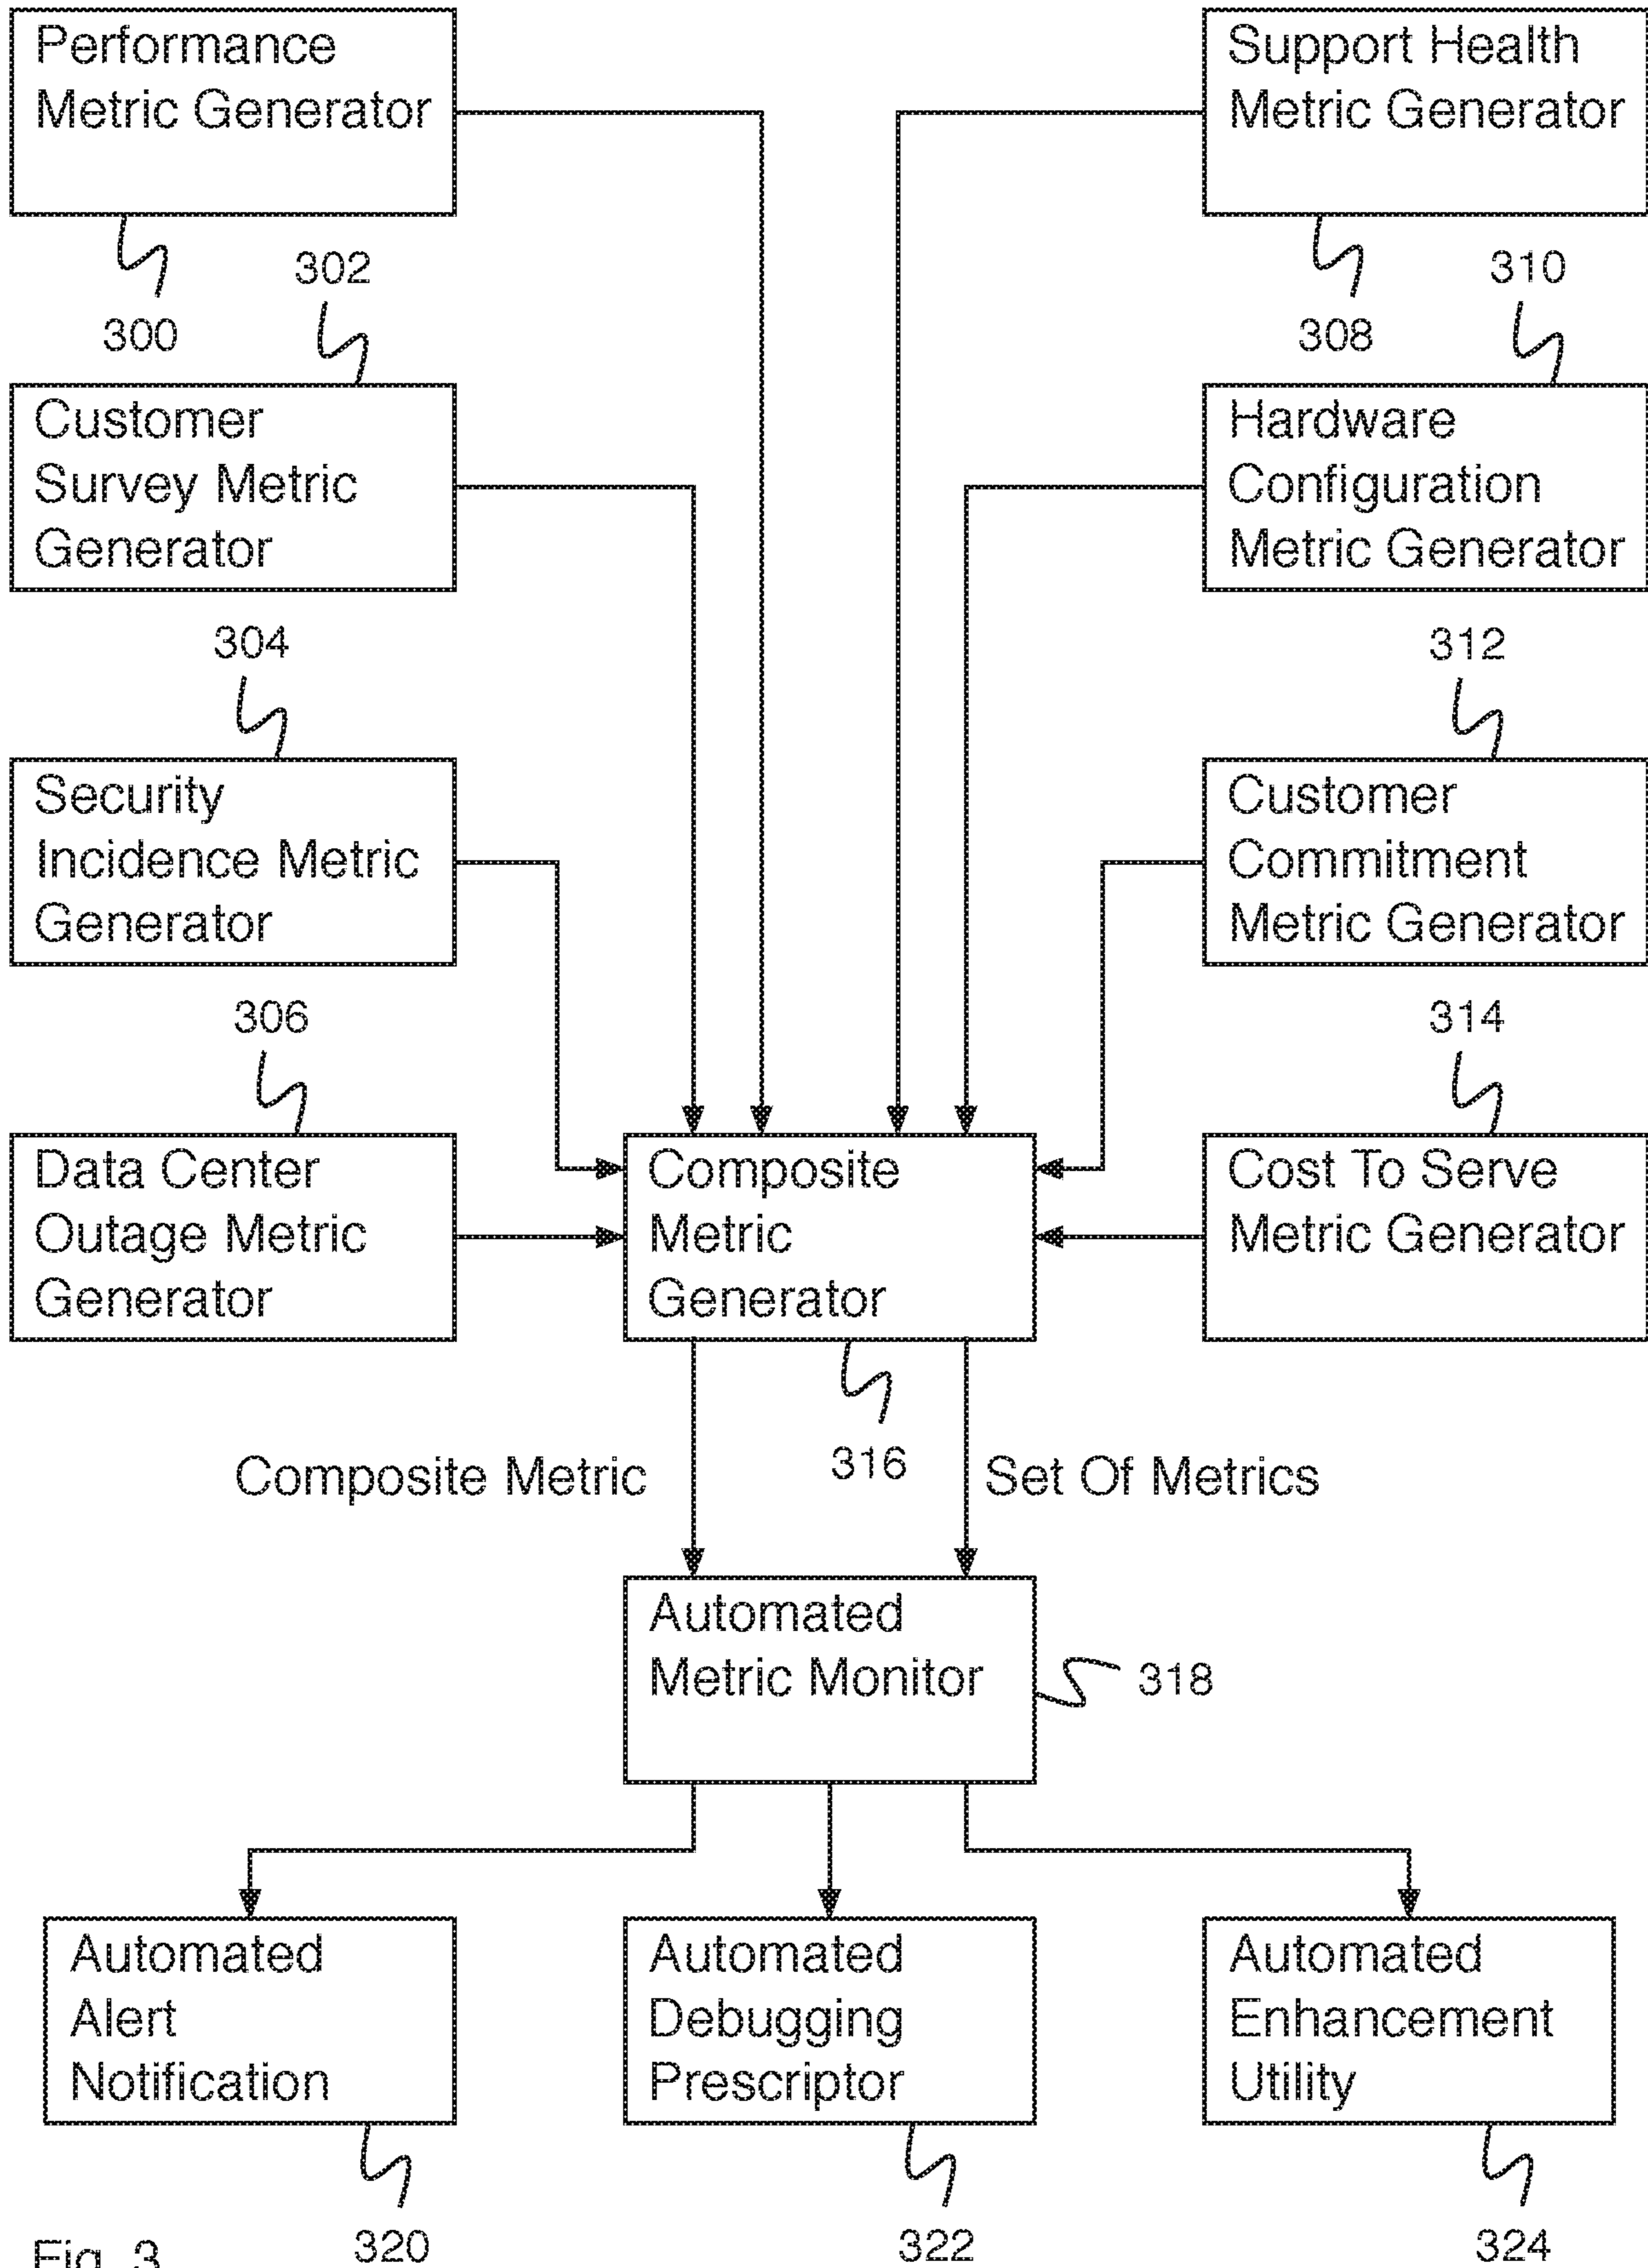 Performance
Metric Generator
300
302
Customer
Survey Metric
Generator
304
Security
Incidence Metric
Generator
306
Data Center
Outage Metric
Generator
Support Health
Metric Generator
308
310
Hardware
Configuration
Metric Generator
312
Customer
Commitment
Metric Generator
314
Cost To Serve
Metric Generator
Composite
Metric
Generator
316
Composite Metric
Set Of Metrics
Automated
Metric Monitor
318
Automated
Alert
Notification
320
Automated
Debugging
Prescriptor
322
Automated
Enhancement
Utility
324
Fig. 3